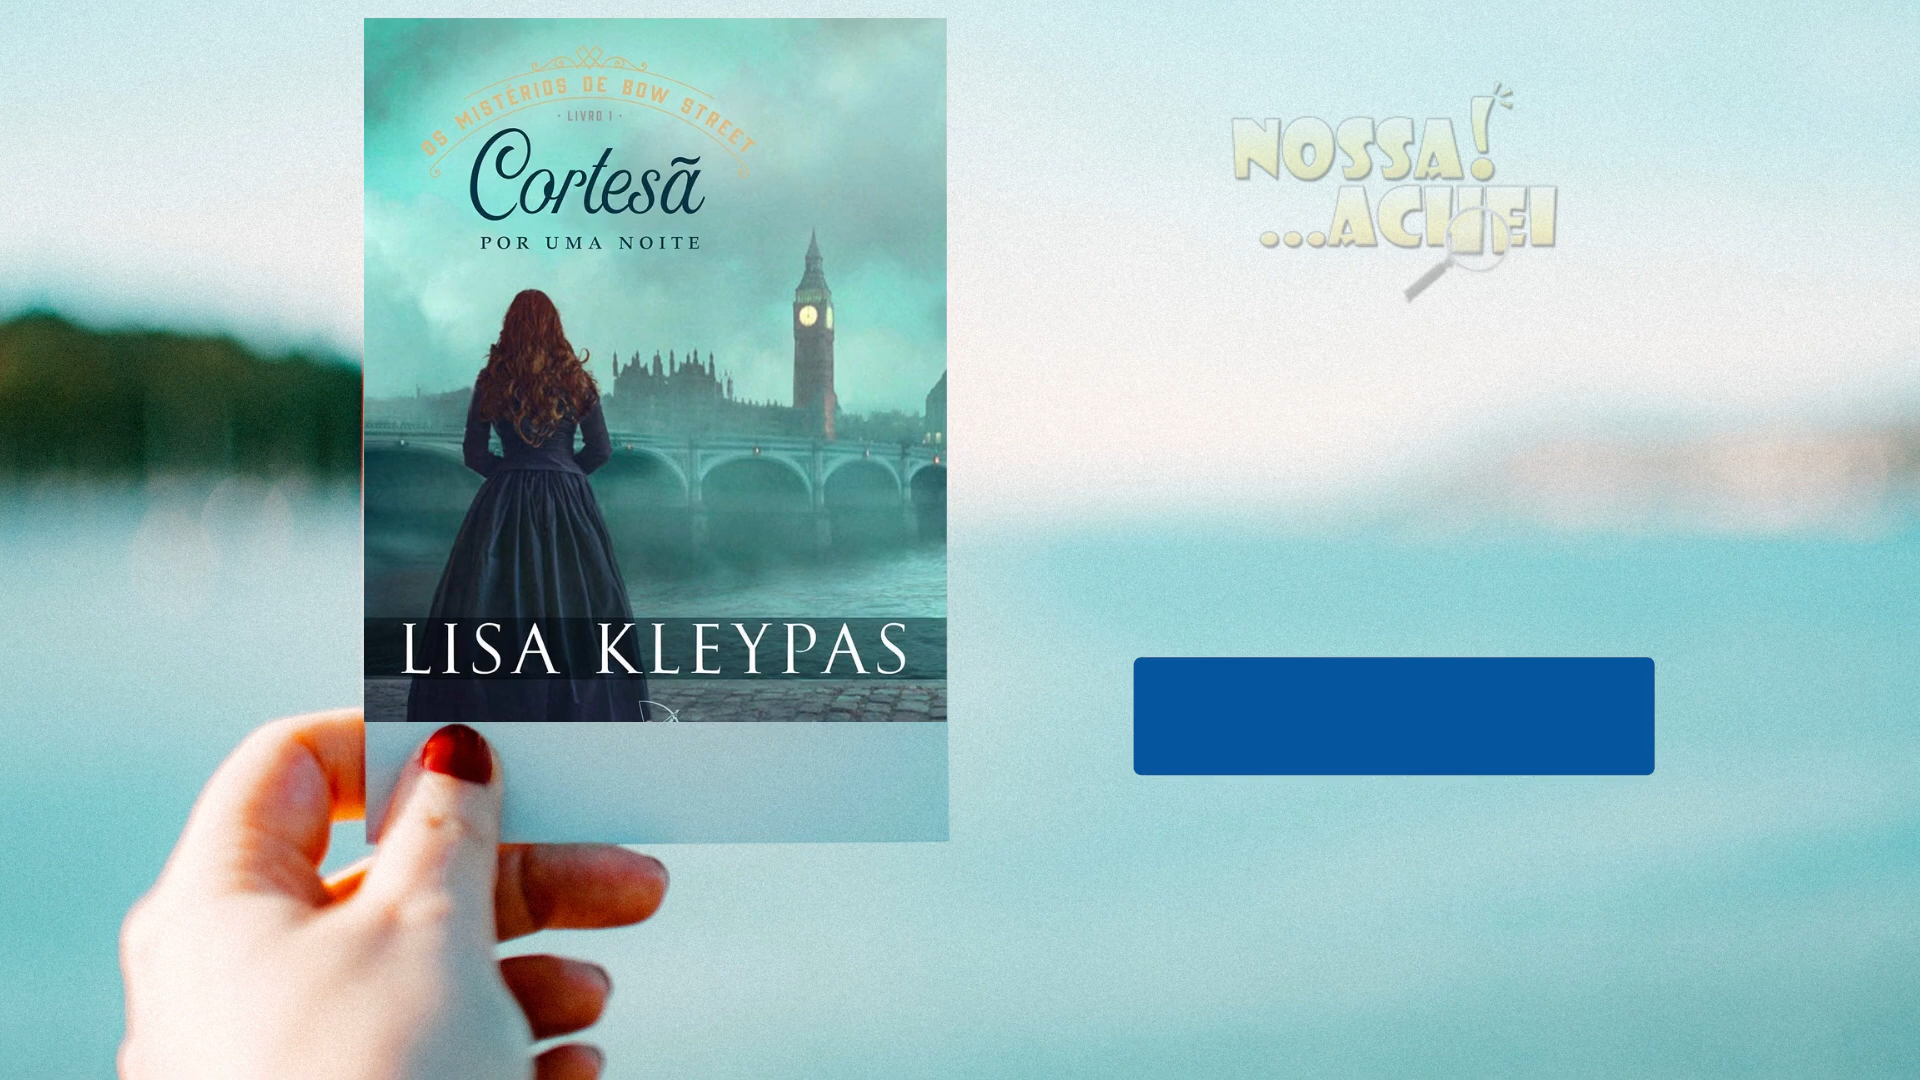 OS MISTÉRIOS DE BOW STREET
· LIVRO 1 ·
Cortesã
POR UMA NOITE
LISA KLEYPAS
NOSSA!
...ACHEI